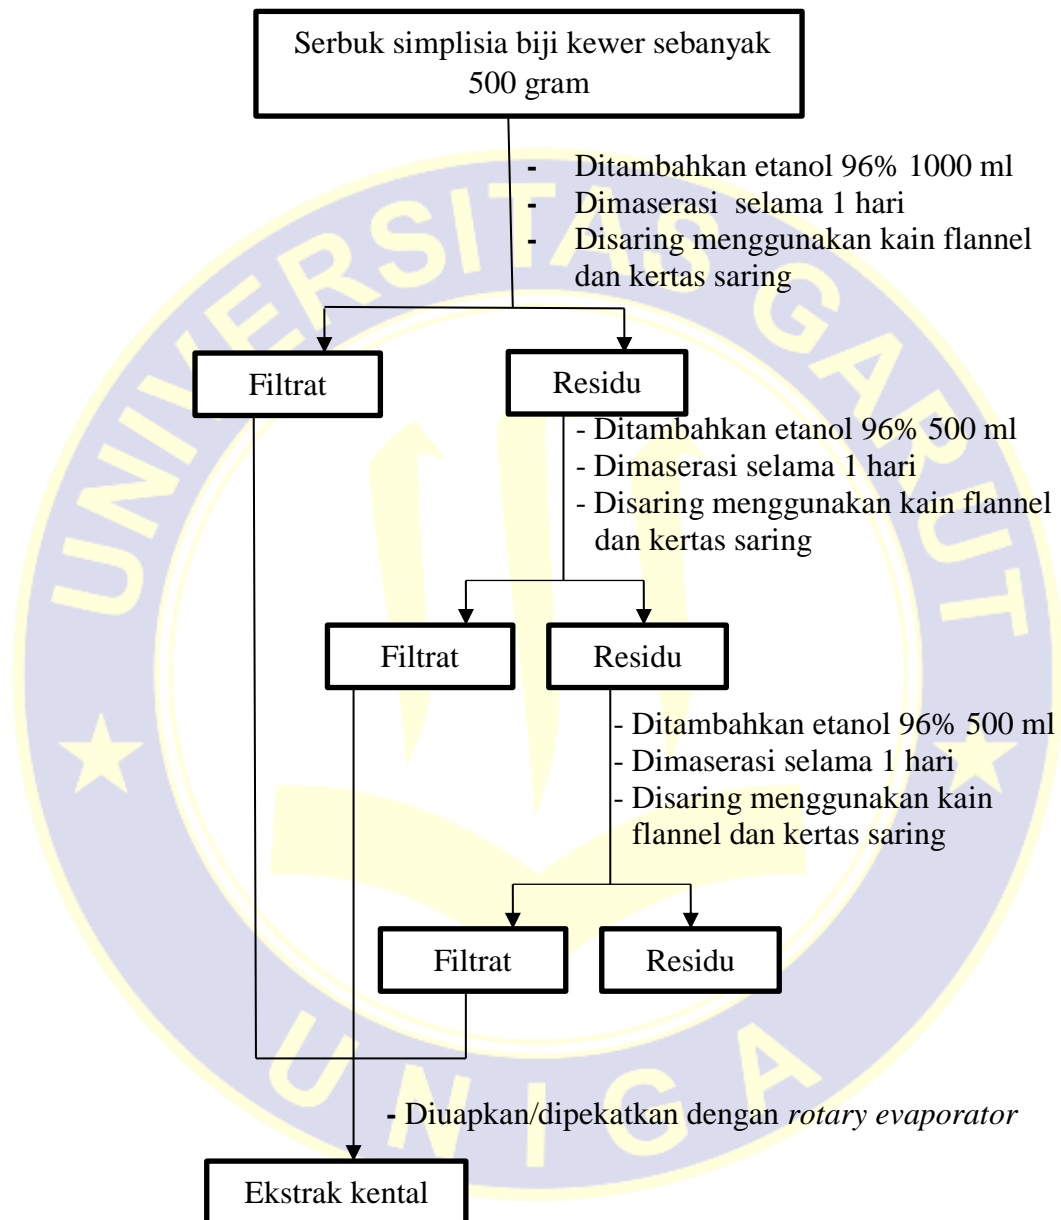 Serbuk simplisia biji kewer sebanyak
500 gram
- Ditambahkan etanol 96% 1000 ml
- Dimaserasi selama 1 hari
- Disaring menggunakan kain flannel
dan kertas saring
Filtrat
Residu
- Ditambahkan etanol 96% 500 ml
- Dimaserasi selama 1 hari
- Disaring menggunakan kain flannel
dan kertas saring
Filtrat
Residu
- Ditambahkan etanol 96% 500 ml
- Dimaserasi selama 1 hari
- Disaring menggunakan kain
flannel dan kertas saring
Filtrat
Residu
- Diuapkan/dipekatkan dengan rotary evaporator
Ekstrak kental
UNIVERSITAS GARUT
UNIGA